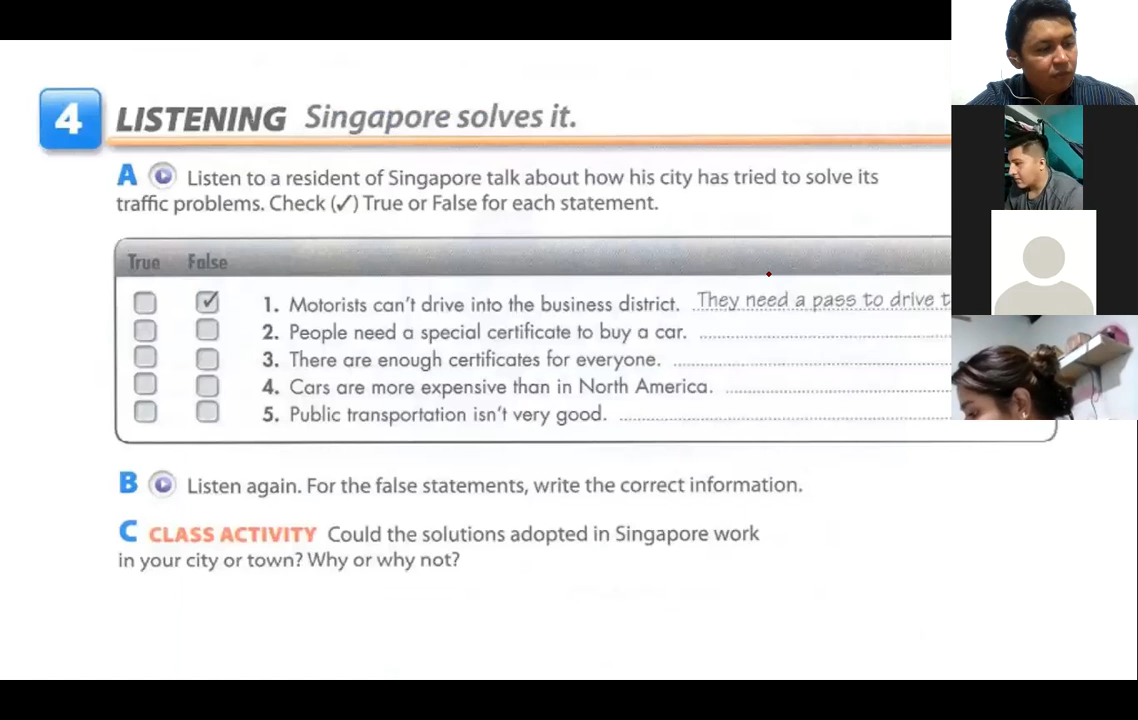 4 LISTENING Singapore solves it.
A Listen to a resident of Singapore talk about how his city has tried to solve its
traffic problems. Check (✓) True or False for each statement.
True False
1. Motorists can't drive into the business district. They need a pass to drive t
2. People need a special certificate to buy a car.
3. There are enough certificates for everyone.
4. Cars are more expensive than in North America.
5. Public transportation isn't very good.
B Listen again. For the false statements, write the correct information.
C CLASS ACTIVITY Could the solutions adopted in Singapore work
in your city or town? Why or why not?